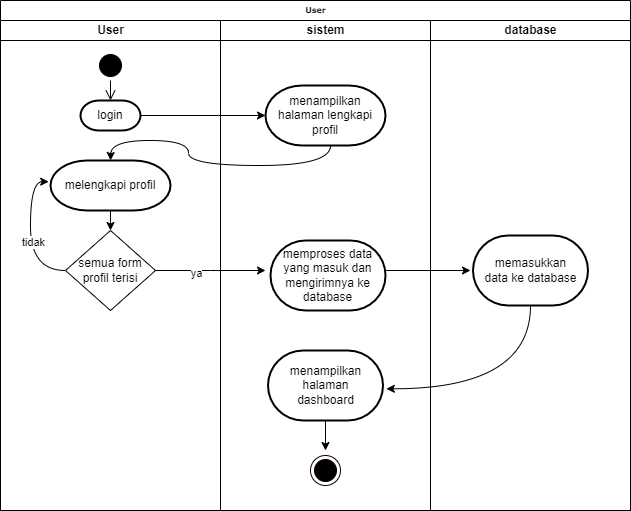 User
User
sistem
database
login
menampilkan
halaman lengkapi
profil
melengkapi profil
tidak
semua form
profil terisi
ya
memproses data
yang masuk dan
mengirimnya ke
database
memasukkan
data ke database
menampilkan
halaman
dashboard